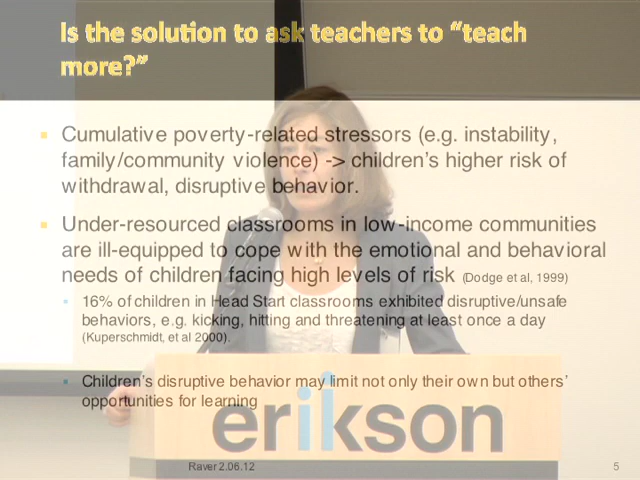 Is the solution to ask teachers to “teach
more?”
Cumulative poverty-related stressors (e.g. instability,
family/community violence) -> children’s higher risk of
withdrawal, disruptive behavior.
Under-resourced classrooms in low-income communities
are ill-equipped to cope with the emotional and behavioral
needs of children facing high levels of risk (Dodge et al, 1999)
16% of children in Head Start classrooms exhibited disruptive/unsafe
behaviors, e.g. kicking, hitting and threatening at least once a day
(Kuperschmidt, et al 2000).
Children’s disruptive behavior may limit not only their own but others’
opportunities for learning
erikson
Raver 2.06.12
5